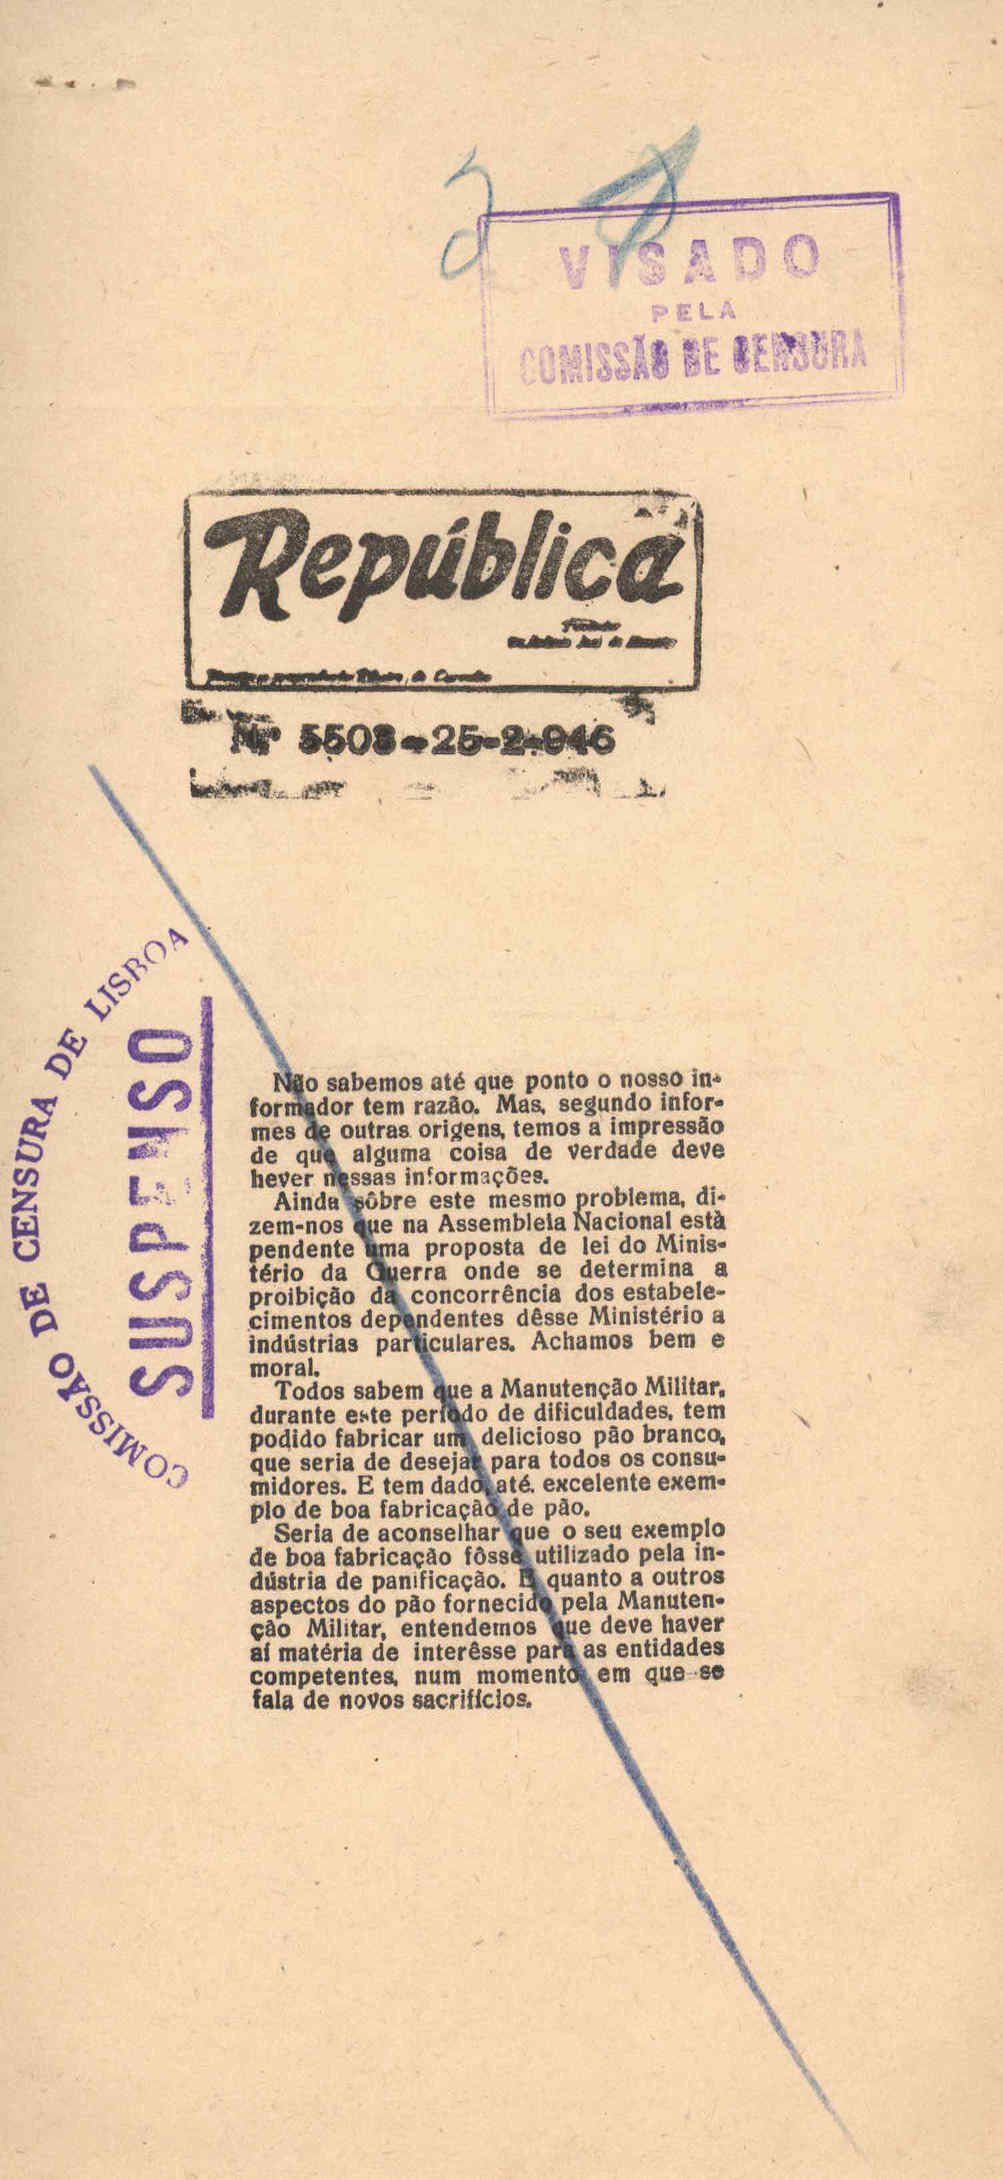 VISADO
PELA
COMISSÃO DE CENSURA
República
Fundador
Nº 5503-25-2-946
COMISSÃO DE CENSURA DE LISBOA
SUSPENSO
Não sabemos até que ponto o nosso in-
formador tem razão. Mas, segundo infor-
mes de outras origens, temos a impressão
de que alguma coisa de verdade deve
hever nessas informações.
Ainda sôbre este mesmo problema, di-
zem-nos que na Assembleia Nacional està
pendente uma proposta de lei do Minis-
tério da Guerra onde se determina a
proibição da concorrência dos estabele-
cimentos dependentes dêsse Ministério a
indústrias particulares. Achamos bem e
moral.
Todos sabem que a Manutenção Militar,
durante este período de dificuldades, tem
podido fabricar um delicioso pão branco,
que seria de desejar para todos os consu-
midores. E tem dado, até, excelente exem-
plo de boa fabricação de pão.
Seria de aconselhar que o seu exemplo
de boa fabricação fôsse utilizado pela in-
dústria de panificação. E quanto a outros
aspectos do pão fornecido pela Manuten-
ção Militar, entendemos que deve haver
aí matéria de interêsse para as entidades
competentes, num momento em que se
fala de novos sacrifícios.